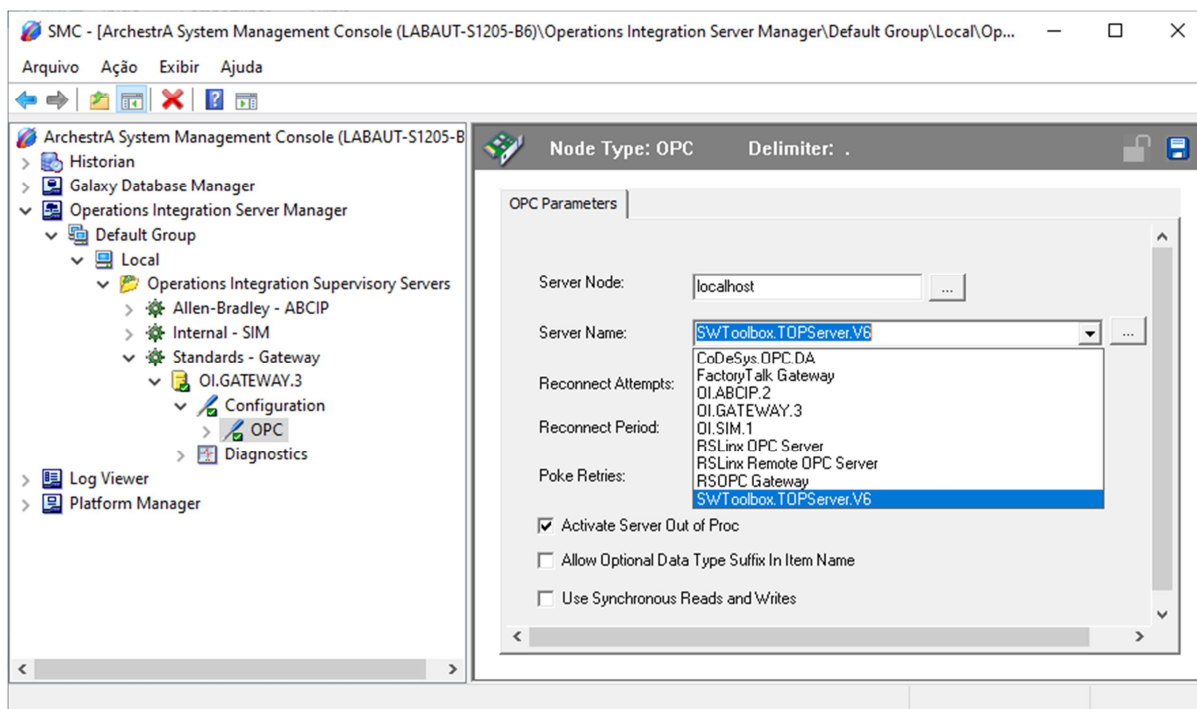 SMC - [ArchestrA System Management Console (LABAUT-S1205-B6)\Operations Integration Server Manager\Default Group\Local\Op...
Arquivo Ação Exibir Ajuda
ArchestrA System Management Console (LABAUT-S1205-B
Historian
Galaxy Database Manager
Operations Integration Server Manager
Default Group
Local
Operations Integration Supervisory Servers
Allen-Bradley - ABCIP
Internal - SIM
Standards - Gateway
OI.GATEWAY.3
Configuration
OPC
Diagnostics
Log Viewer
Platform Manager
Node Type: OPC Delimiter: .
OPC Parameters
Server Node: localhost ...
Server Name: SWToolbox.TOPServer.V6 ...
CoDeSys.OPC.DA
FactoryTalk Gateway
OI.ABCIP.2
OI.GATEWAY.3
OI.SIM.1
RSLinx OPC Server
RSLinx Remote OPC Server
RSOPC Gateway
SWToolbox.TOPServer.V6
Reconnect Attempts:
Reconnect Period:
Poke Retries:
Activate Server Out of Proc
Allow Optional Data Type Suffix In Item Name
Use Synchronous Reads and Writes